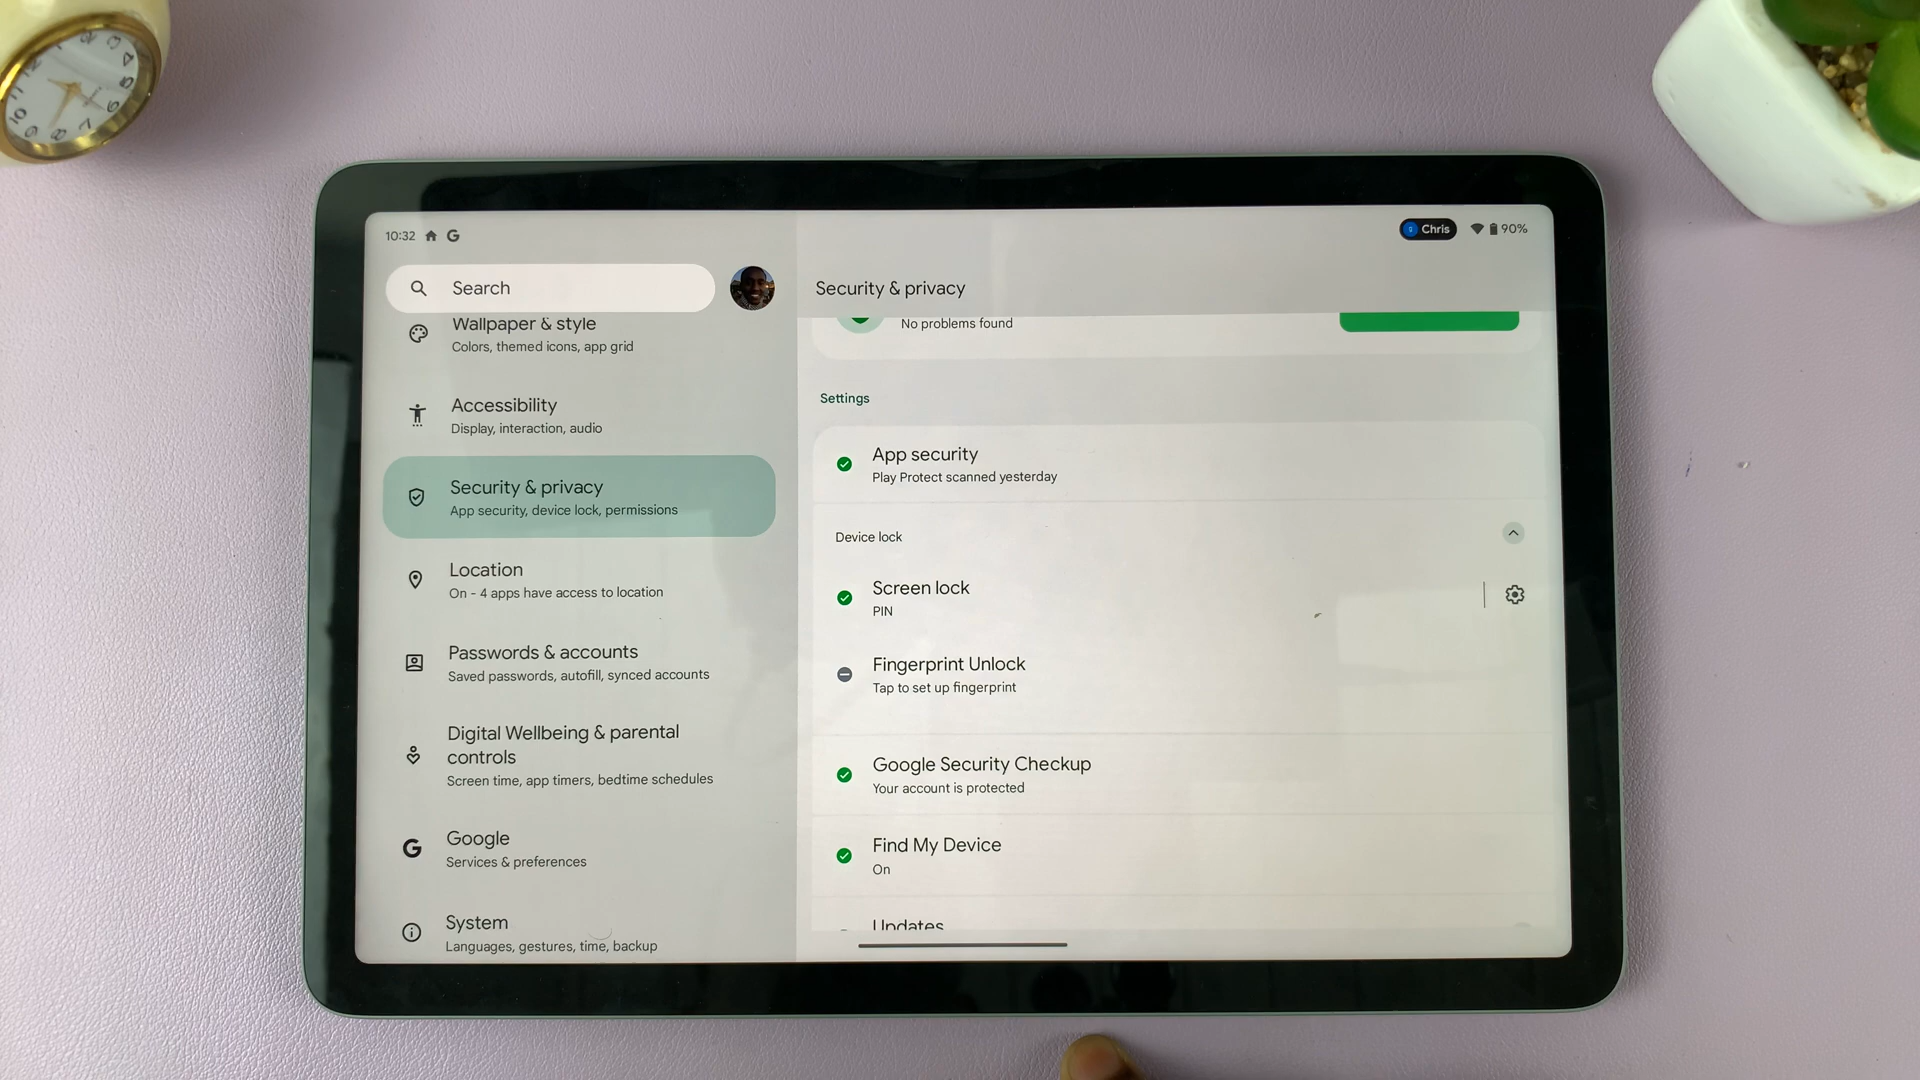 10:32
Chris
90%
Search
Wallpaper & style
Colors, themed icons, app grid
Accessibility
Display, interaction, audio
Security & privacy
App security, device lock, permissions
Location
On - 4 apps have access to location
Passwords & accounts
Saved passwords, autofill, synced accounts
Digital Wellbeing & parental
controls
Screen time, app timers, bedtime schedules
Google
Services & preferences
System
Languages, gestures, time, backup
Security & privacy
No problems found
Settings
App security
Play Protect scanned yesterday
Device lock
Screen lock
PIN
Fingerprint Unlock
Tap to set up fingerprint
Google Security Checkup
Your account is protected
Find My Device
On
Updates